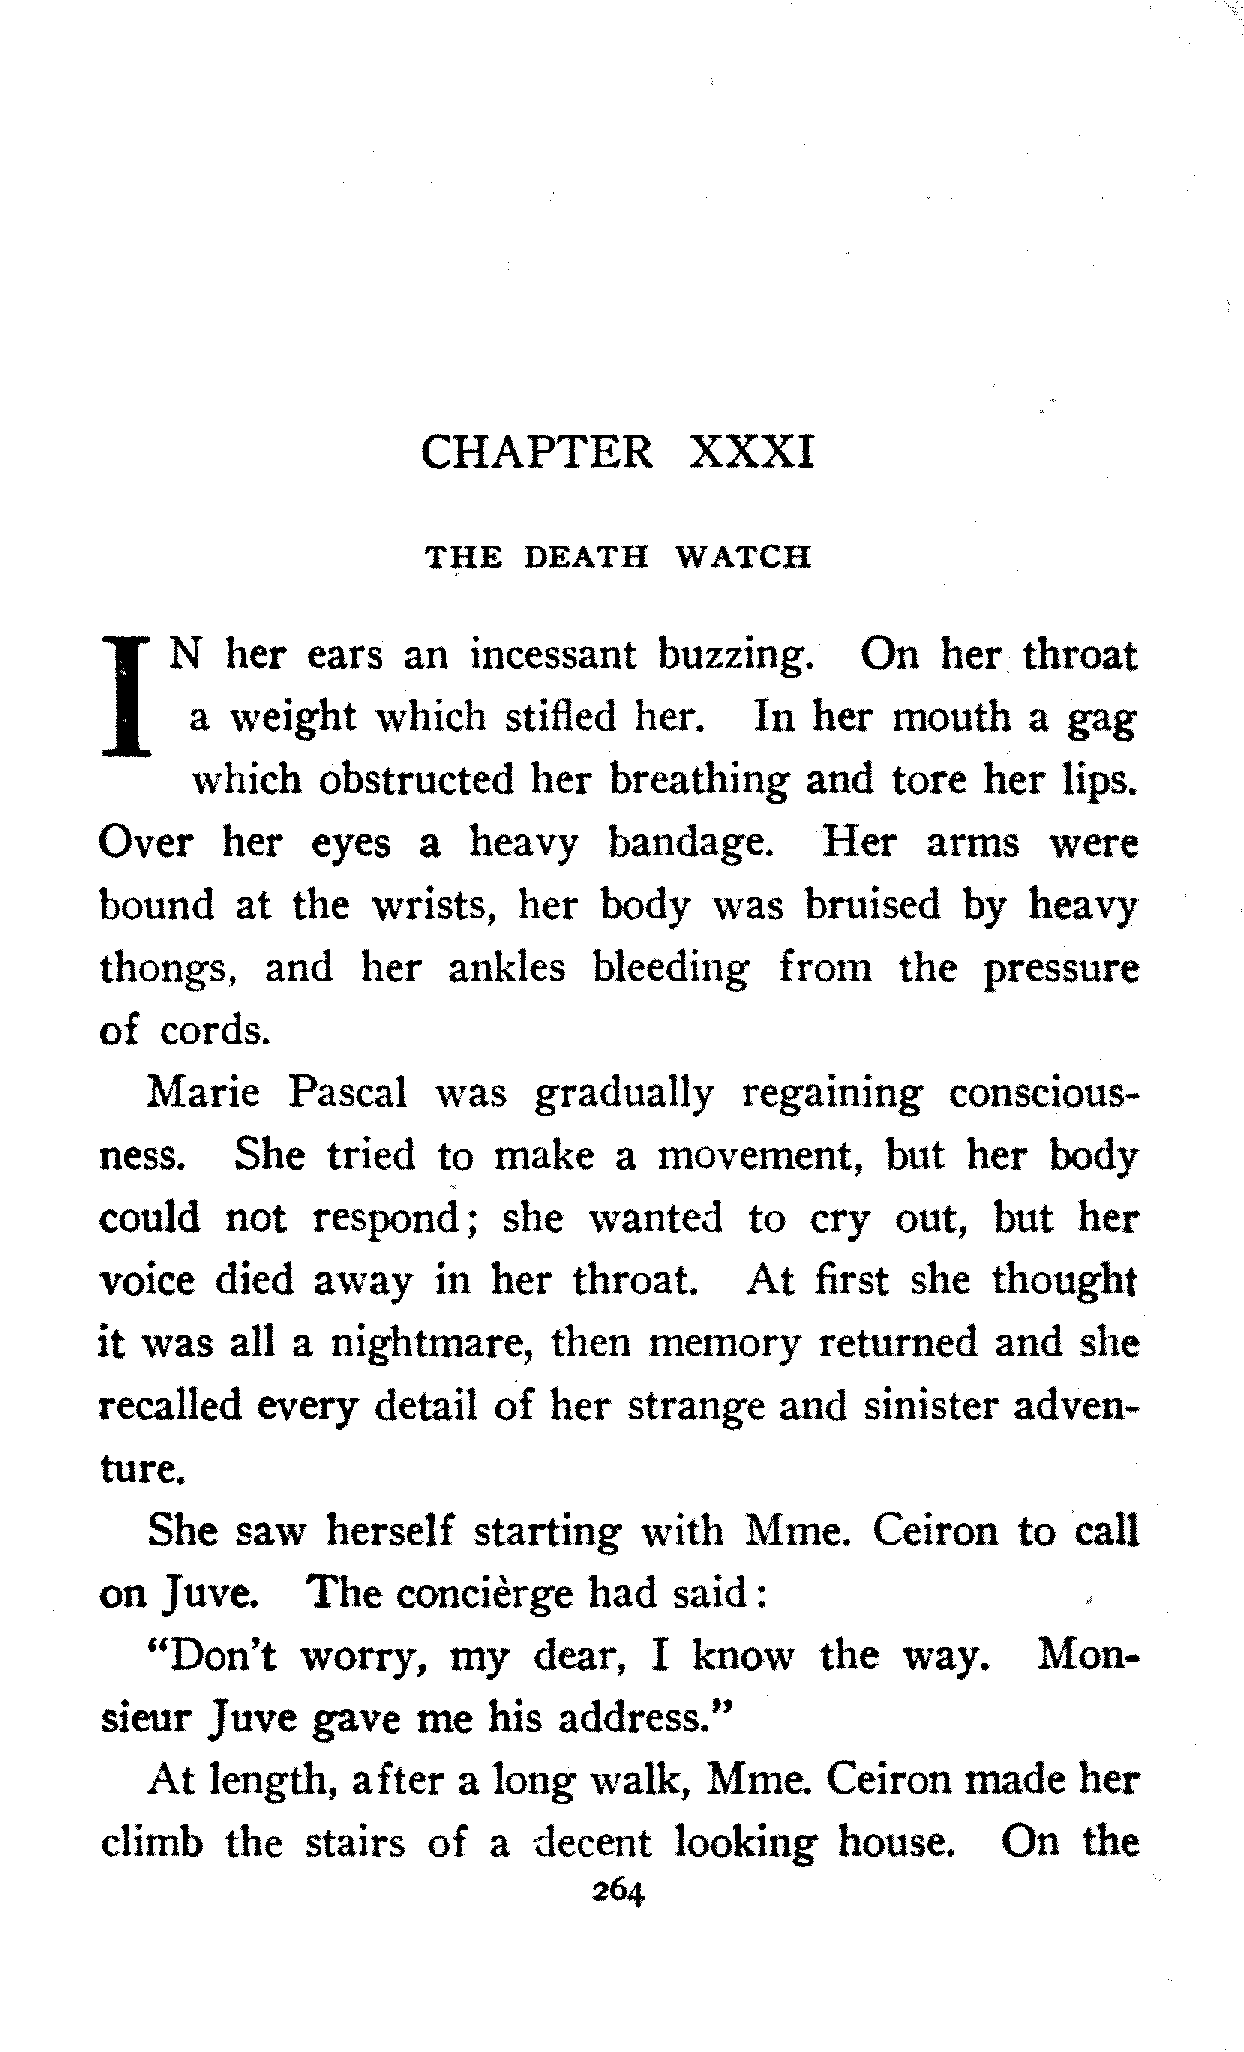 CHAPTER XXXI
THE DEATH WATCH
IN her ears an incessant buzzing. On her throat
a weight which stifled her. In her mouth a gag
which obstructed her breathing and tore her lips.
Over her eyes a heavy bandage. Her arms were
bound at the wrists, her body was bruised by heavy
thongs, and her ankles bleeding from the pressure
of cords.
Marie Pascal was gradually regaining conscious-
ness. She tried to make a movement, but her body
could not respond; she wanted to cry out, but her
voice died away in her throat. At first she thought
it was all a nightmare, then memory returned and she
recalled every detail of her strange and sinister adven-
ture.
She saw herself starting with Mme. Ceiron to call
on Juve. The concièrge had said:
"Don't worry, my dear, I know the way. Mon-
sieur Juve gave me his address."
At length, after a long walk, Mme. Ceiron made her
climb the stairs of a decent looking house. On the
264